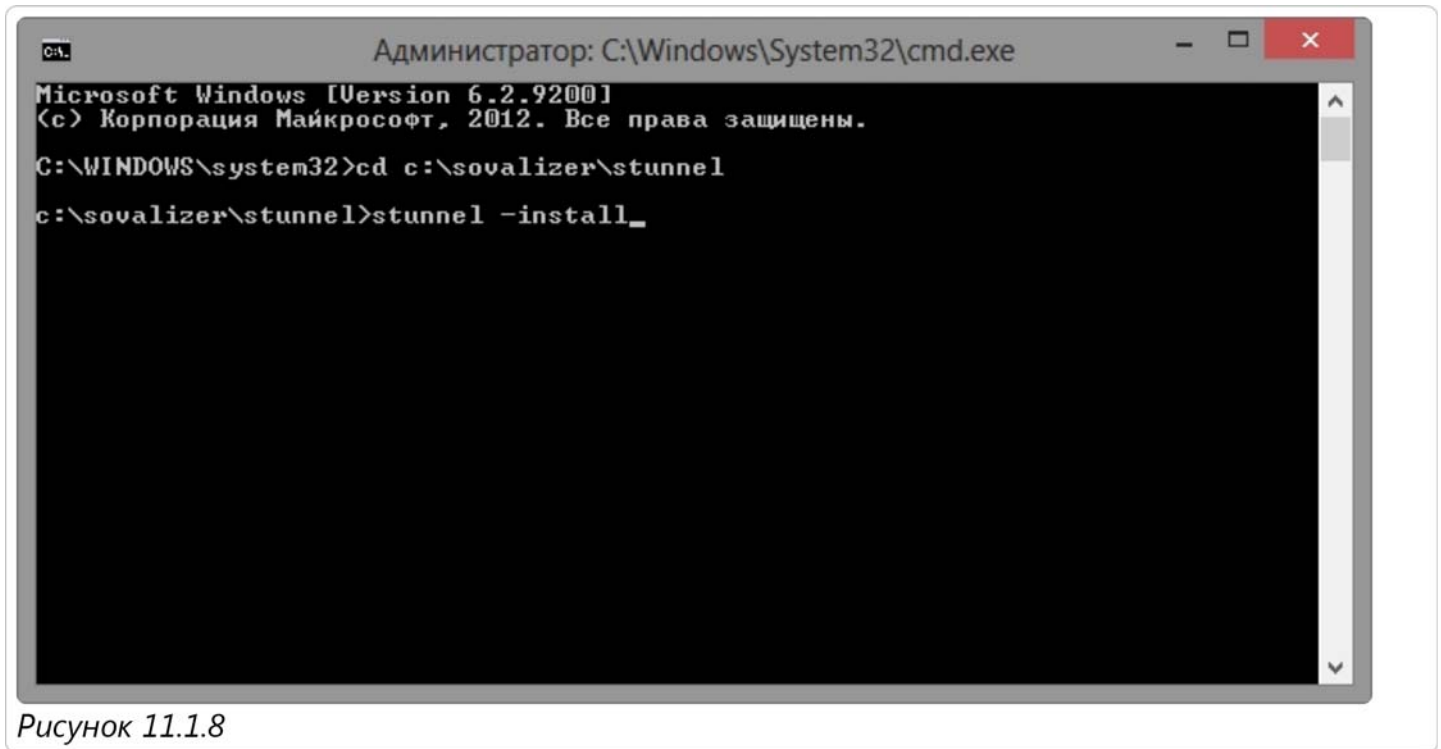 Администратор: C:\Windows\System32\cmd.exe
Microsoft Windows [Version 6.2.9200]
(c) Корпорация Майкрософт, 2012. Все права защищены.
C:\WINDOWS\system32>cd c:\sovalizer\stunnel
c:\sovalizer\stunnel>stunnel -install_
Рисунок 11.1.8